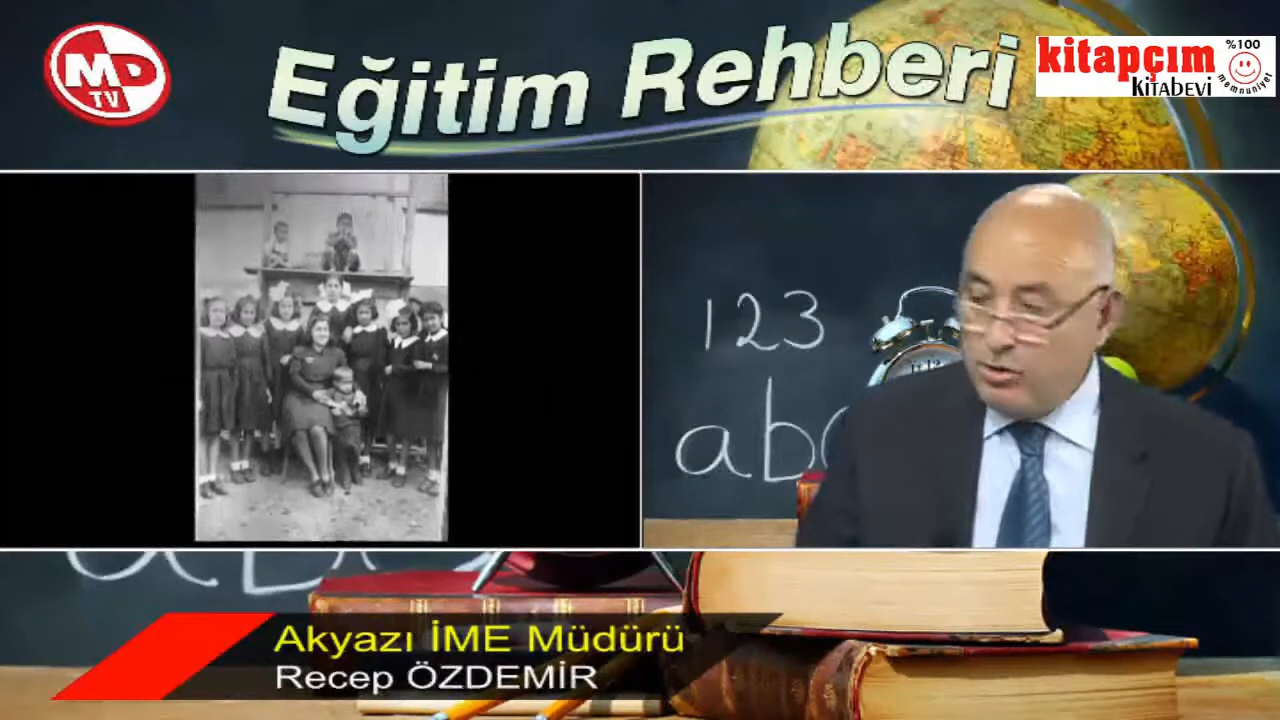 MD
TV
Eğitim Rehberi
kitapçım
KİTABEVİ
%100
memnuniyet
123
abc
Akyazı İME Müdürü
Recep ÖZDEMİR